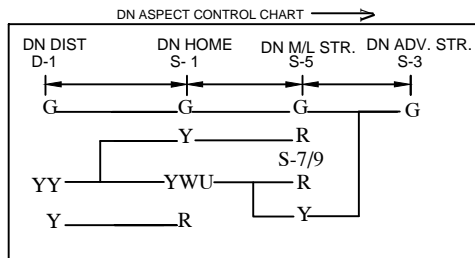 DN ASPECT CONTROL CHART
DN DIST DN HOME DN M/L STR. DN ADV. STR.
D-1 S- 1 S-5 S-3
G G G G
Y R
S-7/9
YY YWU R
Y
Y R